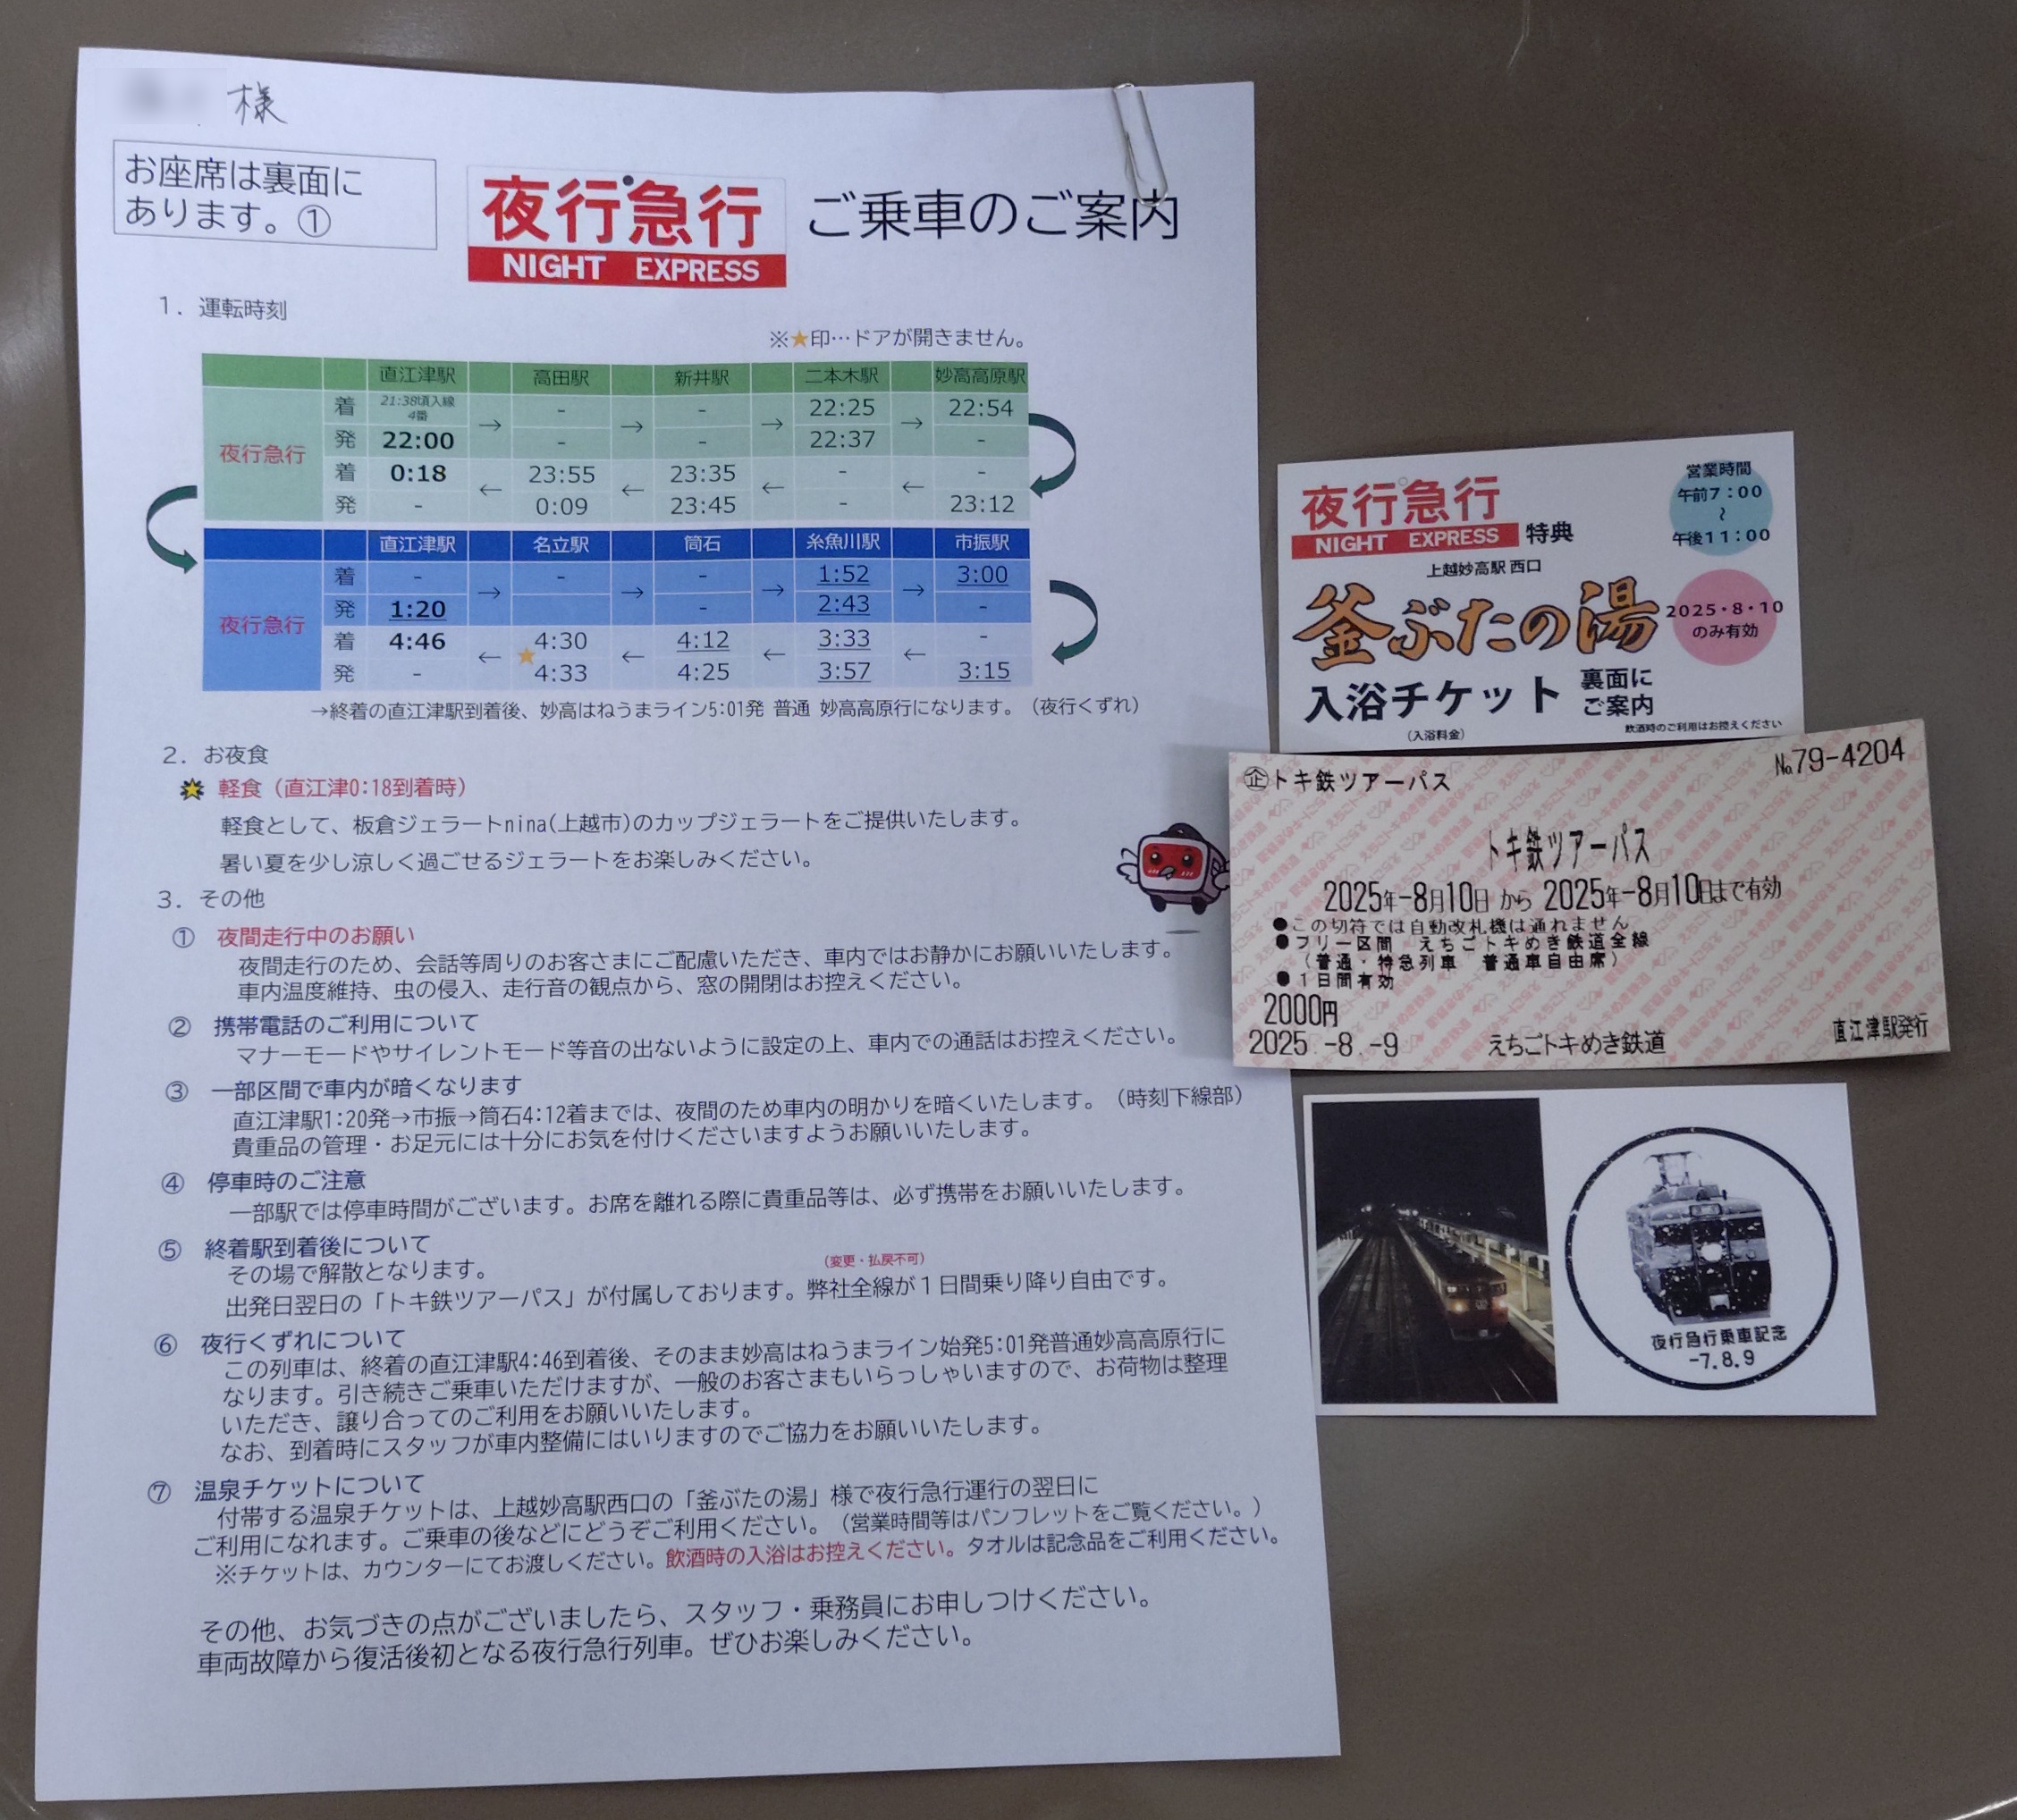 様
お座席は裏面に
あります。①
夜行急行
NIGHT EXPRESS
ご乗車のご案内
１．運転時刻
※★印…ドアが開きません。
直江津駅 高田駅 新井駅 二本木駅 妙高高原駅
夜行急行
着 21:38頃入線 4番 → - → - → 22:25 → 22:54
発 22:00 - - 22:37 -
着 0:18 ← 23:55 ← 23:35 ← - ← -
発 - 0:09 23:45 - 23:12
直江津駅 名立駅 筒石 糸魚川駅 市振駅
夜行急行
着 - → - → - → 1:52 → 3:00
発 1:20 - 2:43 -
着 4:46 ← ★ 4:30 ← 4:12 ← 3:33 ← -
発 - 4:33 4:25 3:57 3:15
→終着の直江津駅到着後、妙高はねうまライン5:01発 普通 妙高高原行になります。（夜行くずれ）
２．お夜食
軽食（直江津0:18到着時）
軽食として、板倉ジェラートnina(上越市)のカップジェラートをご提供いたします。
暑い夏を少し涼しく過ごせるジェラートをお楽しみください。
３．その他
① 夜間走行中のお願い
夜間走行のため、会話等周りのお客さまにご配慮いただき、車内ではお静かにお願いいたします。
車内温度維持、虫の侵入、走行音の観点から、窓の開閉はお控えください。
② 携帯電話のご利用について
マナーモードやサイレントモード等音の出ないように設定の上、車内での通話はお控えください。
③ 一部区間で車内が暗くなります
直江津駅1:20発→市振→筒石4:12着までは、夜間のため車内の明かりを暗くいたします。（時刻下線部）
貴重品の管理・お足元には十分にお気を付けくださいますようお願いいたします。
④ 停車時のご注意
一部駅では停車時間がございます。お席を離れる際に貴重品等は、必ず携帯をお願いいたします。
⑤ 終着駅到着後について
その場で解散となります。
（変更・払戻不可）
出発日翌日の「トキ鉄ツアーパス」が付属しております。弊社全線が１日間乗り降り自由です。
⑥ 夜行くずれについて
この列車は、終着の直江津駅4:46到着後、そのまま妙高はねうまライン始発5:01発普通妙高高原行に
なります。引き続きご乗車いただけますが、一般のお客さまもいらっしゃいますので、お荷物は整理
いただき、譲り合ってのご利用をお願いいたします。
なお、到着時にスタッフが車内整備にはいりますのでご協力をお願いいたします。
⑦ 温泉チケットについて
付帯する温泉チケットは、上越妙高駅西口の「釜ぶたの湯」様で夜行急行運行の翌日に
ご利用になれます。ご乗車の後などにどうぞご利用ください。（営業時間等はパンフレットをご覧ください。）
※チケットは、カウンターにてお渡しください。飲酒時の入浴はお控えください。タオルは記念品をご利用ください。
その他、お気づきの点がございましたら、スタッフ・乗務員にお申しつけください。
車両故障から復活後初となる夜行急行列車。ぜひお楽しみください。
夜行急行
NIGHT EXPRESS
特典
営業時間
午前7：00
～
午後11：00
上越妙高駅 西口
釜ぶたの湯
2025・8・10
のみ有効
入浴チケット
（入浴料金）
裏面に
ご案内
飲酒時のご利用はお控えください
企トキ鉄ツアーパス
№79-4204
トキ鉄ツアーパス
2025年-8月10日から2025年-8月10日まで有効
●この切符では自動改札機は通れません
●フリー区間 えちごトキめき鉄道全線
（普通・特急列車 普通車自由席）
●１日間有効
2000円
2025.-8.-9
えちごトキめき鉄道
直江津駅発行
夜行急行乗車記念
-7.8.9